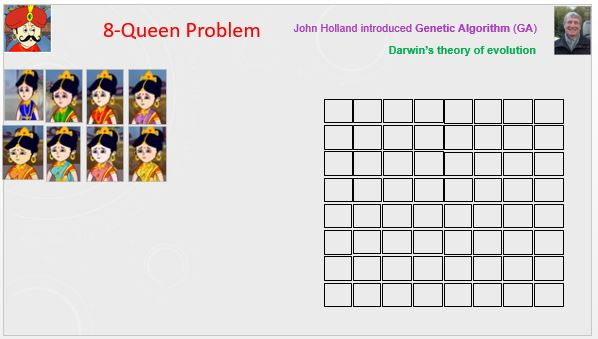 8-Queen Problem
John Holland introduced Genetic Algorithm (GA)
Darwin's theory of evolution